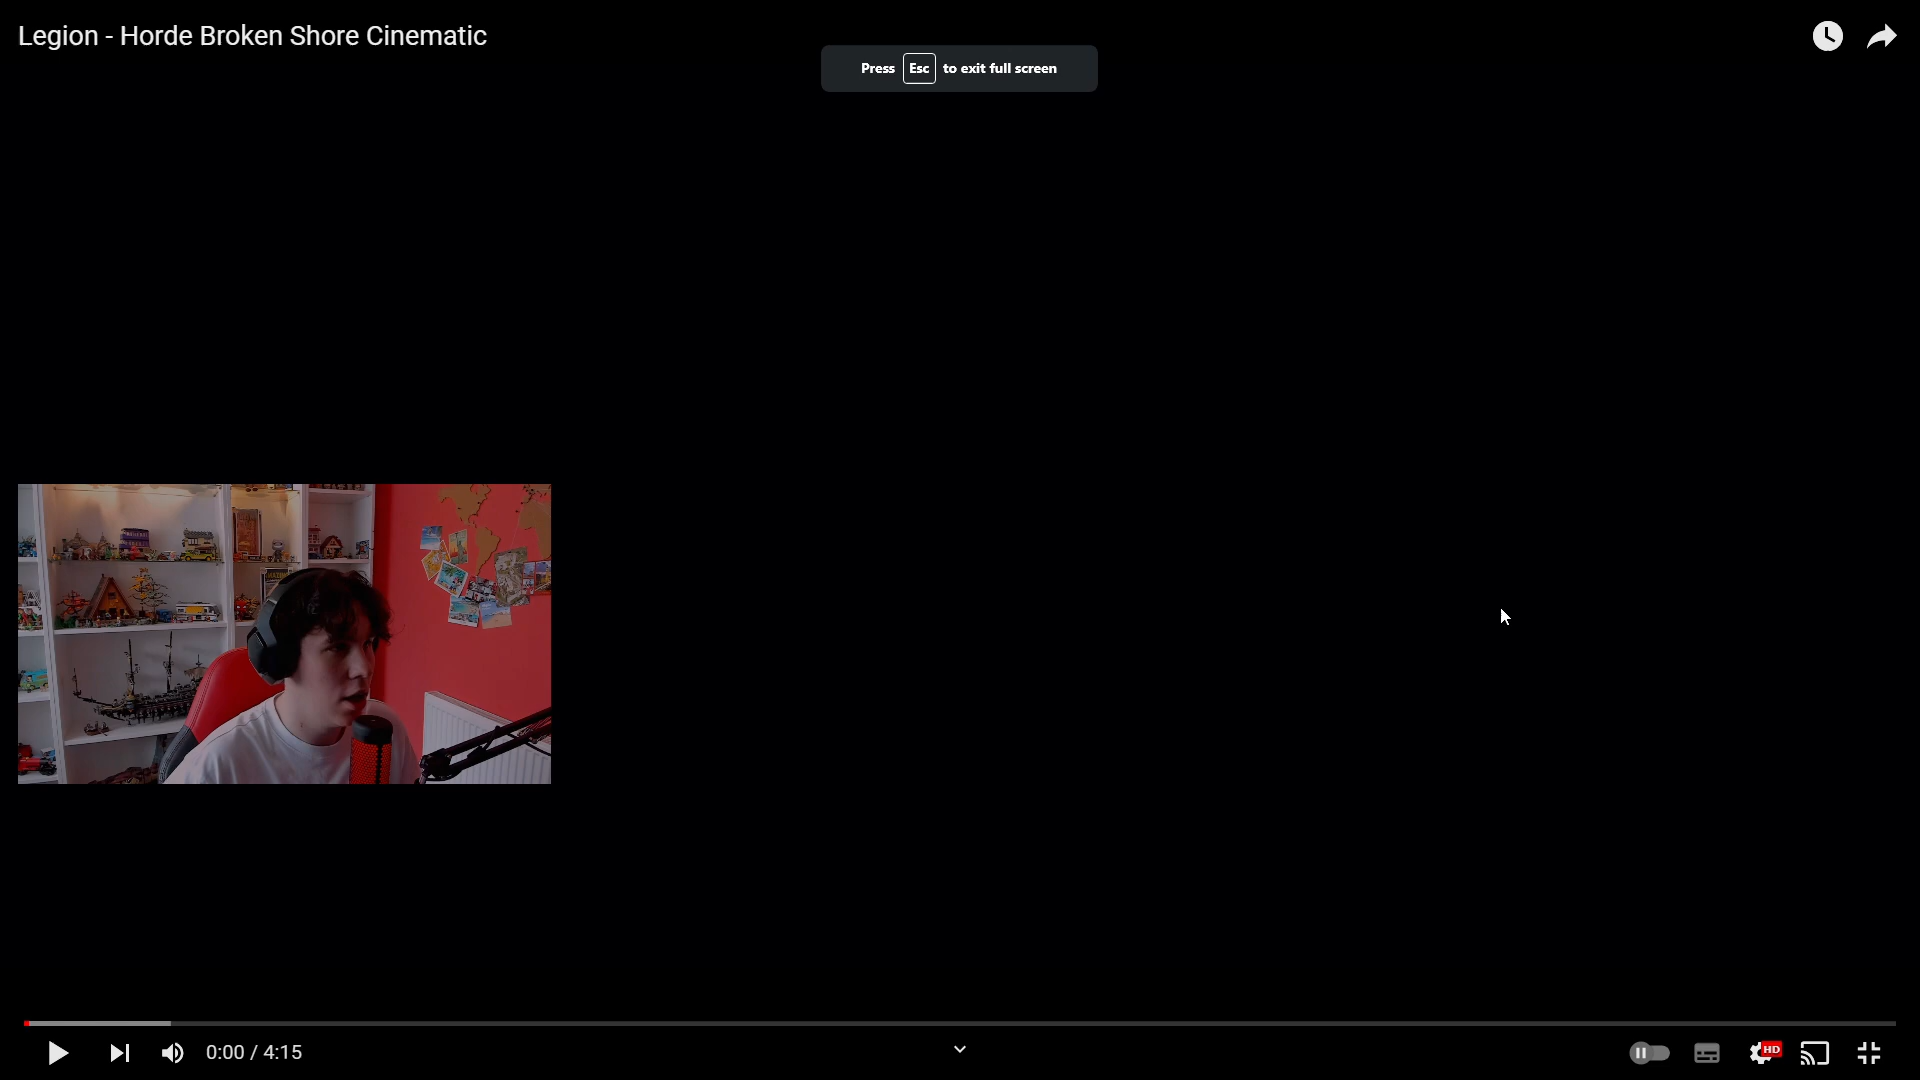 Legion - Horde Broken Shore Cinematic
Press Esc to exit full screen
0:00 / 4:15
HD